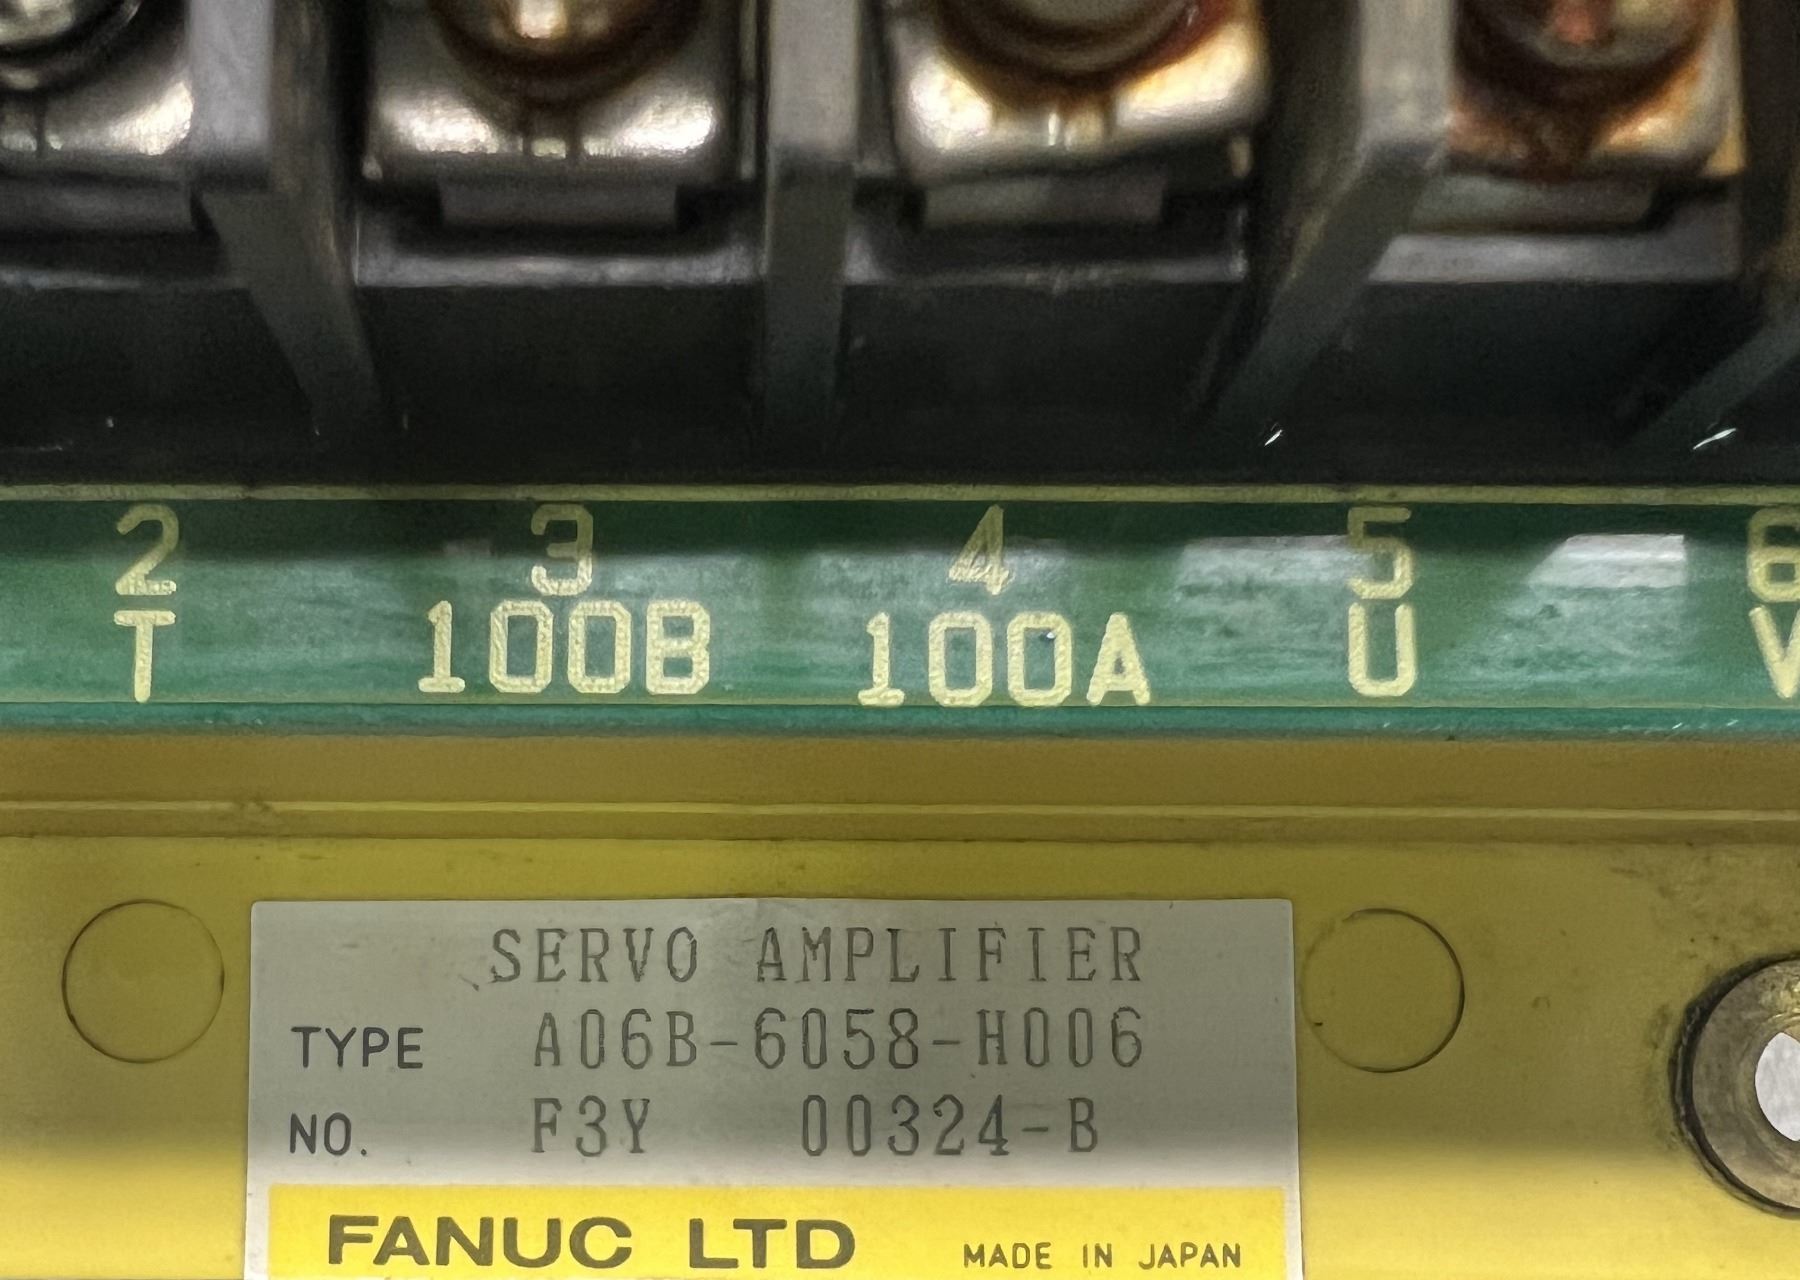 2 3 4 5 6
T 100B 100A U V
SERVO AMPLIFIER
TYPE A06B-6058-H006
NO. F3Y 00324-B
FANUC LTD MADE IN JAPAN